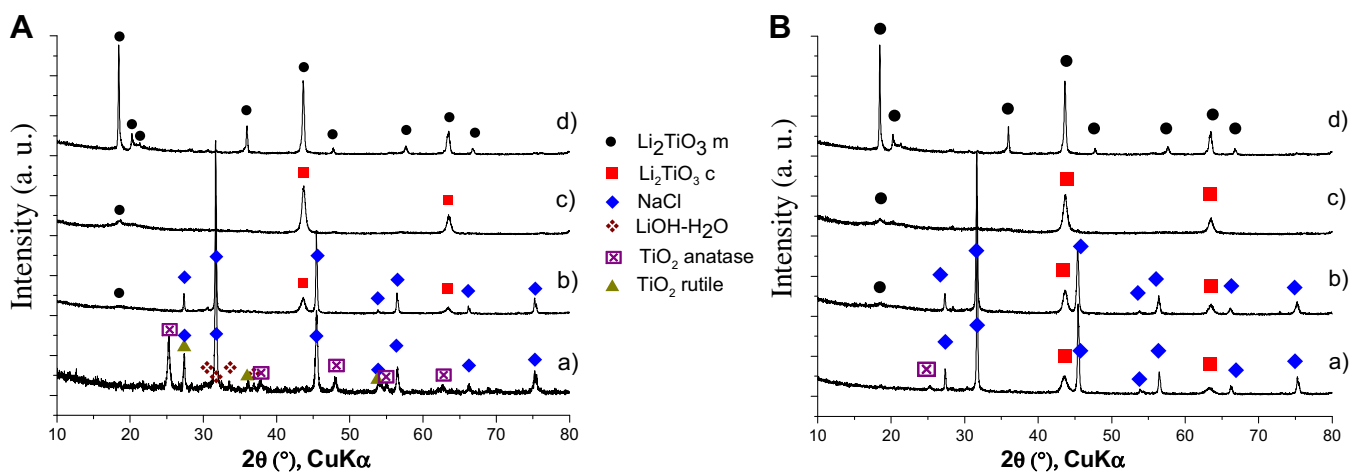 A
Intensity (a. u.)
d)
c)
b)
a)
10 20 30 40 50 60 70 80
2θ (°), CuKα
Li2TiO3 m
Li2TiO3 c
NaCl
LiOH-H2O
TiO2 anatase
TiO2 rutile
B
Intensity (a. u.)
d)
c)
b)
a)
10 20 30 40 50 60 70 80
2θ (°), CuKα